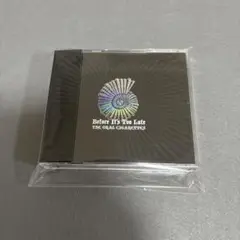 Before It's Too Late
THE ORAL CIGARETTES